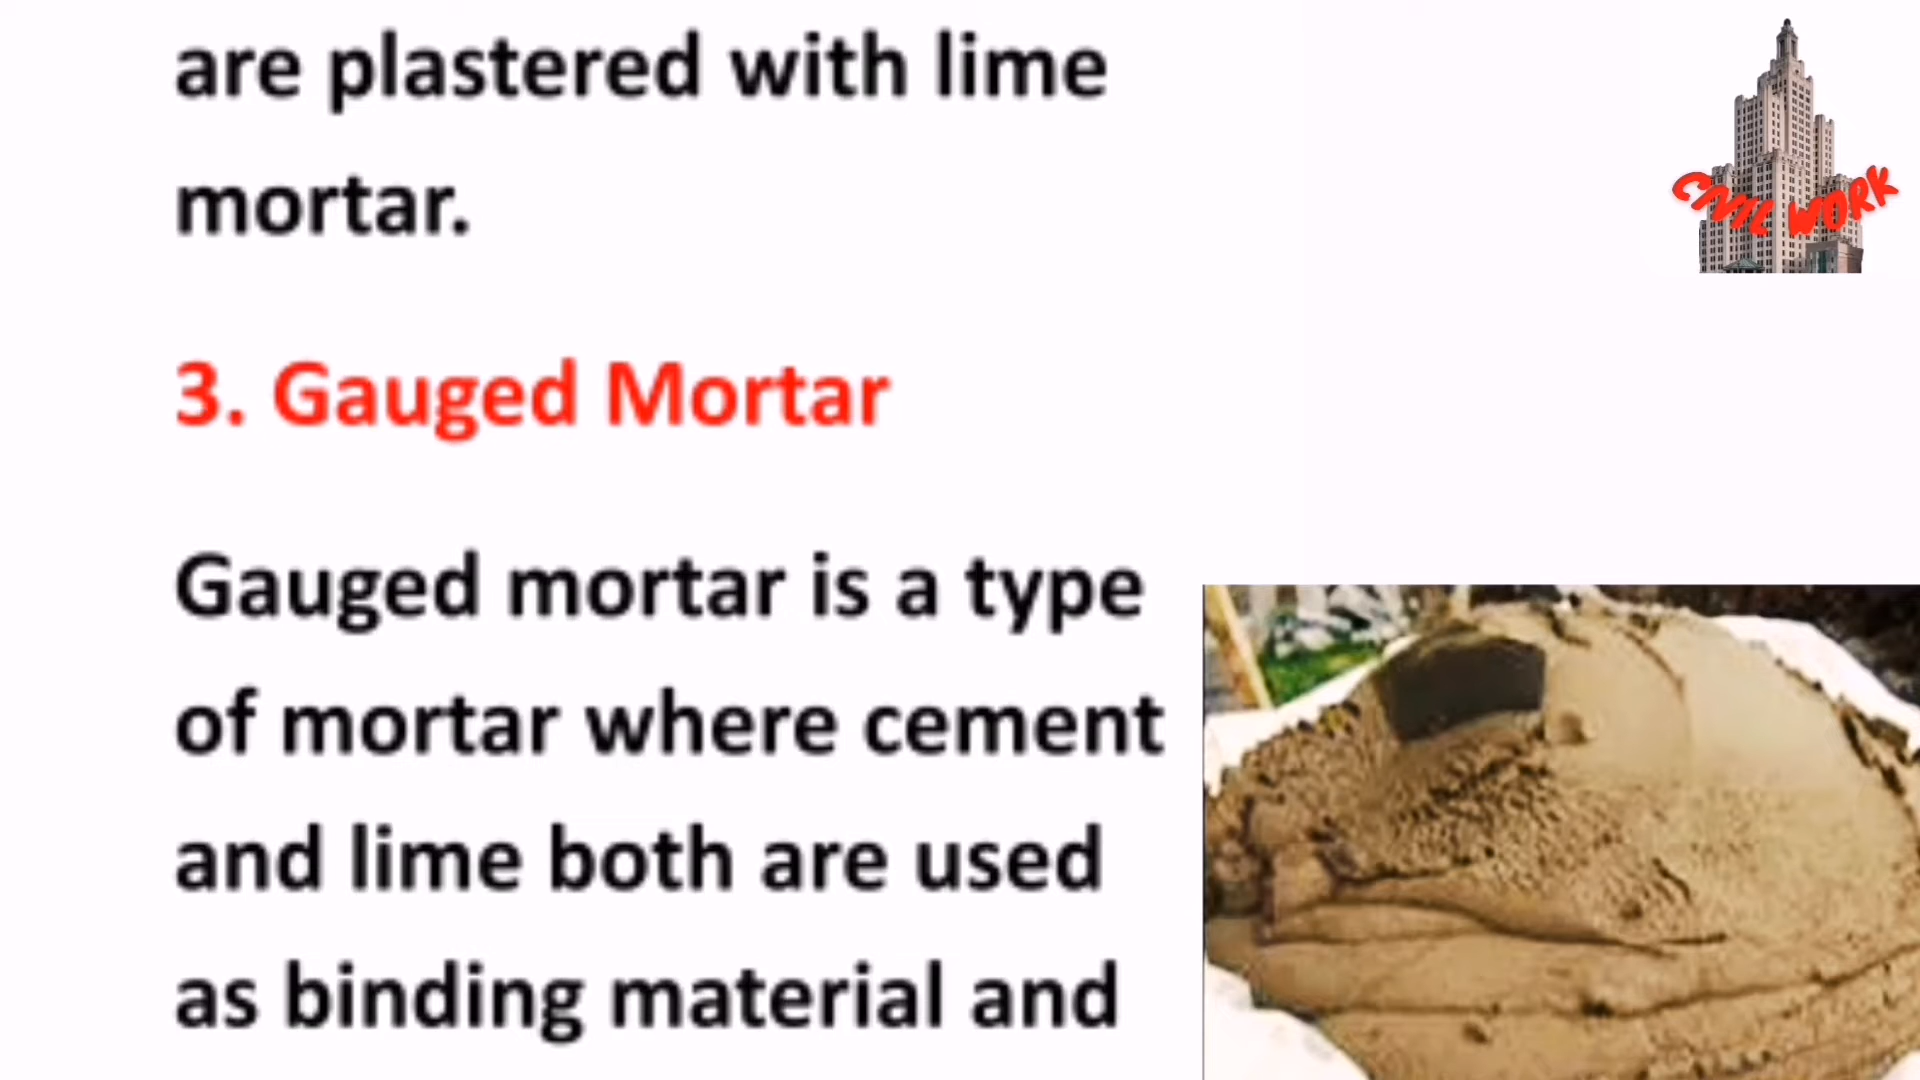 are plastered with lime
mortar.
CIVIL WORK
3. Gauged Mortar
Gauged mortar is a type
of mortar where cement
and lime both are used
as binding material and